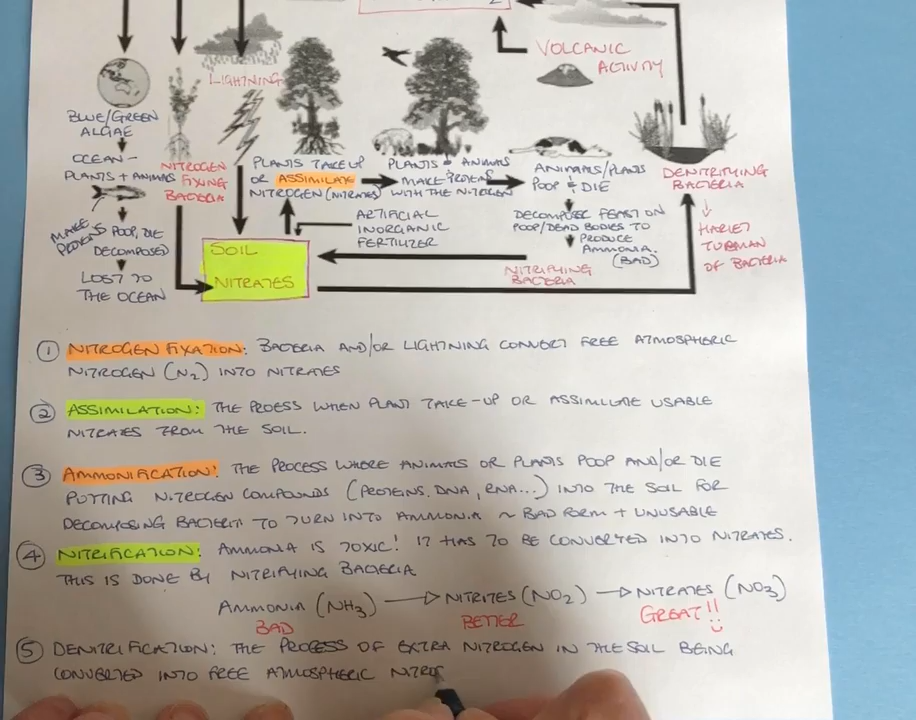 VOLCANIC
ACTIVITY
LIGHTNING
BLUE/GREEN
ALGAE
OCEAN-
PLANTS + ANIMALS
MAKE
PROTEINS
POOP, DIE
DECOMPOSED
LOST TO
THE OCEAN
NITROGEN
FIXING
BACTERIA
PLANTS TAKE UP
OR ASSIMILATE
NITROGEN (NITRATES)
PLANTS & ANIMALS
MAKE PROTEINS
WITH THE NITROGEN
ANIMALS/PLANTS
POOP & DIE
DECOMPOSE FEAST ON
POOP/DEAD BODIES TO
PRODUCE
AMMONIA.
(BAD)
DENITRIFYING
BACTERIA
HARIET
TUBMAN
OF BACTERIA
ARTIFICIAL
INORGANIC
FERTILIZER
SOIL
NITRATES
NITRIFYING
BACTERIA
① NITROGEN FIXATION: BACTERIA AND/OR LIGHTNING CONVERT FREE ATMOSPHERIC
NITROGEN (N₂) INTO NITRATES
② ASSIMILATION: THE PROESS WHEN PLANT TAKE-UP OR ASSIMILATE USABLE
NITRATES FROM THE SOIL.
③ AMMONIFICATION: THE PROCESS WHERE ANIMALS OR PLANTS POOP AND/OR DIE
PUTTING NITROGEN COMPOUNDS (PROTEINS, DNA, RNA...) INTO THE SOIL FOR
DECOMPOSING BACTERIA TO TURN INTO AMMONIA ~ BAD FORM + UNUSABLE
④ NITRIFICATION: AMMONIA IS TOXIC! IT HAS TO BE CONVERTED INTO NITRATES.
THIS IS DONE BY NITRIFYING BACTERIA
AMMONIA (NH₃) → NITRITES (NO₂) → NITRATES (NO₃)
BAD BETTER GREAT!!
⑤ DENITRIFICATION: THE PROCESS OF EXTRA NITROGEN IN THE SOIL BEING
CONVERTED INTO FREE ATMOSPHERIC NITROG